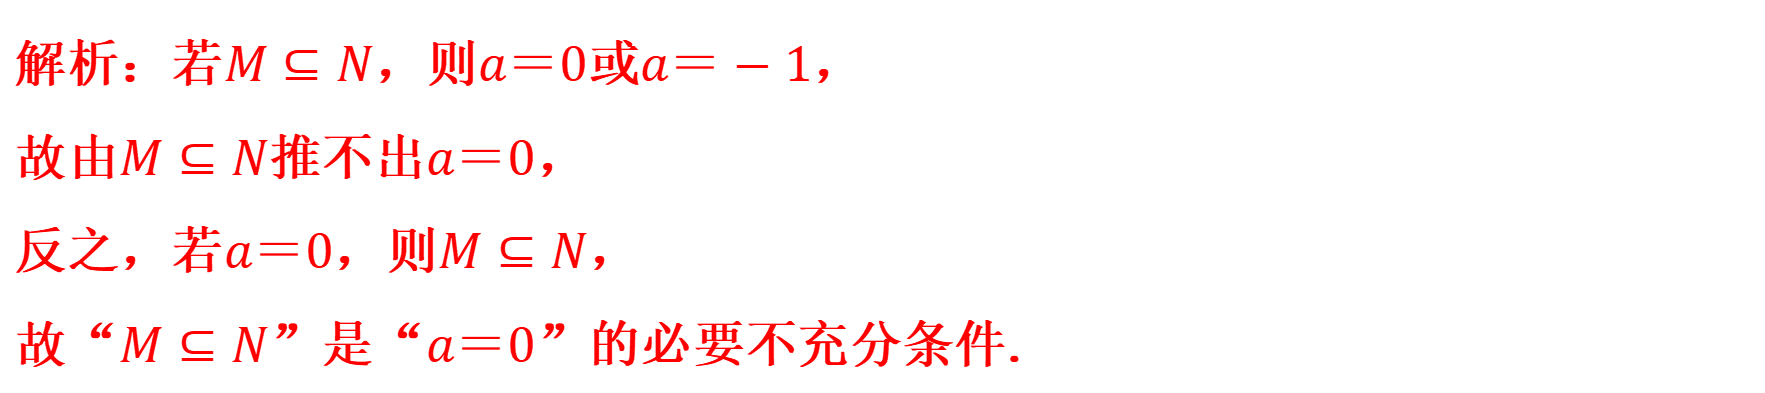 解析：若M ⊆ N，则a＝0或a＝－1，
故由M ⊆ N推不出a＝0，
反之，若a＝0，则M ⊆ N，
故“M ⊆ N”是“a＝0”的必要不充分条件.